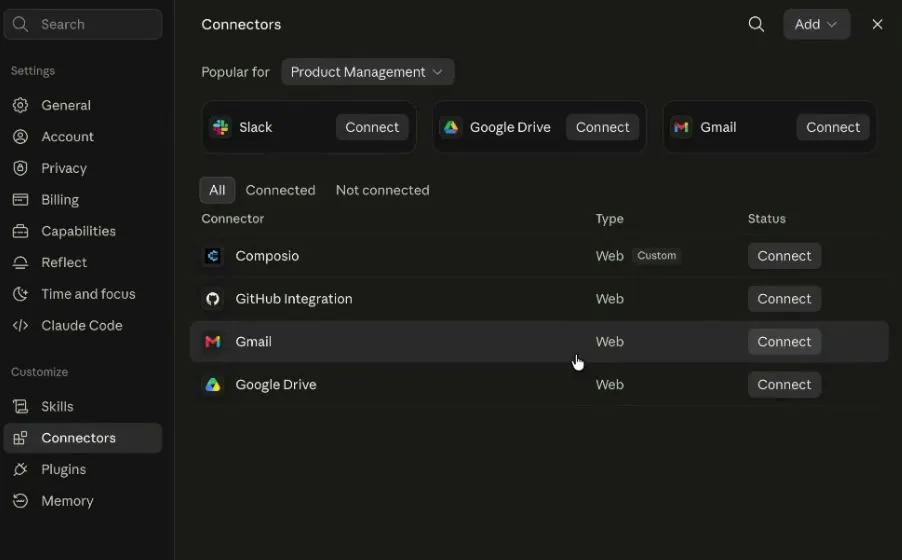 Search
Settings
General
Account
Privacy
Billing
Capabilities
Reflect
Time and focus
Claude Code
Customize
Skills
Connectors
Plugins
Memory
Connectors
Add
Popular for Product Management
Slack Connect Google Drive Connect Gmail Connect
All Connected Not connected
Connector Type Status
Composio Web Custom Connect
GitHub Integration Web Connect
Gmail Web Connect
Google Drive Web Connect